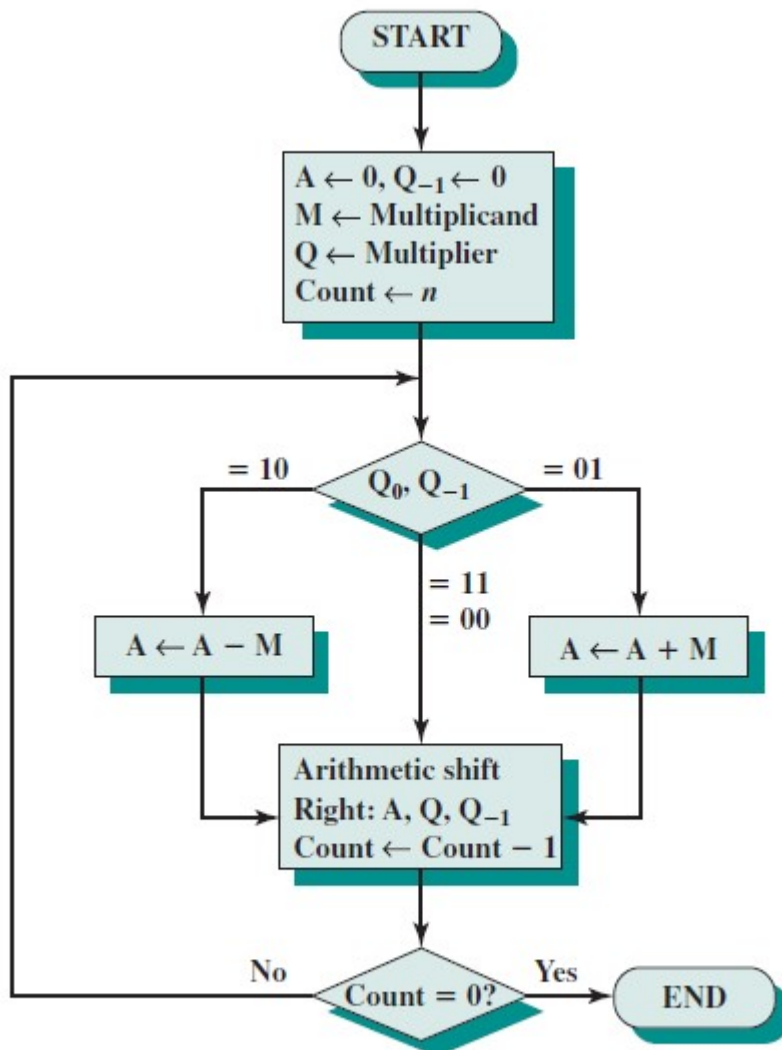 START
A ← 0, Q₋₁ ← 0
M ← Multiplicand
Q ← Multiplier
Count ← n
= 10
Q₀, Q₋₁
= 01
= 11
= 00
A ← A − M
A ← A + M
Arithmetic shift
Right: A, Q, Q₋₁
Count ← Count − 1
No
Count = 0?
Yes
END